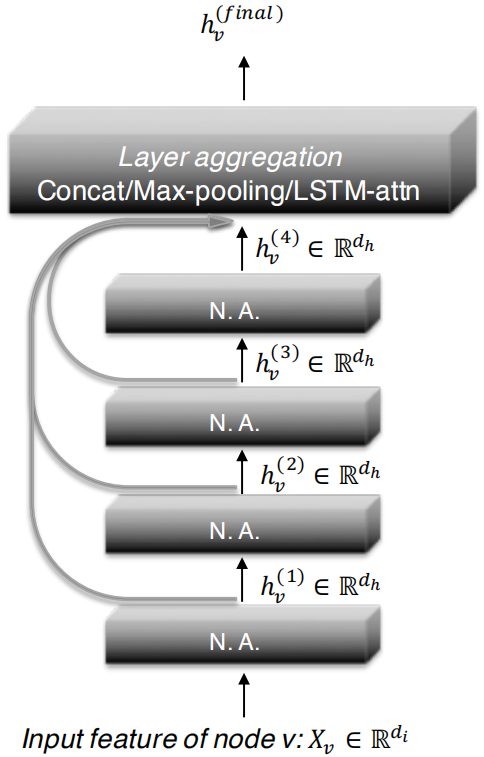 h_v^{(final)}
Layer aggregation
Concat/Max-pooling/LSTM-attn
h_v^{(4)} ∈ ℝ^{d_h}
N. A.
h_v^{(3)} ∈ ℝ^{d_h}
N. A.
h_v^{(2)} ∈ ℝ^{d_h}
N. A.
h_v^{(1)} ∈ ℝ^{d_h}
N. A.
Input feature of node v: X_v ∈ ℝ^{d_i}